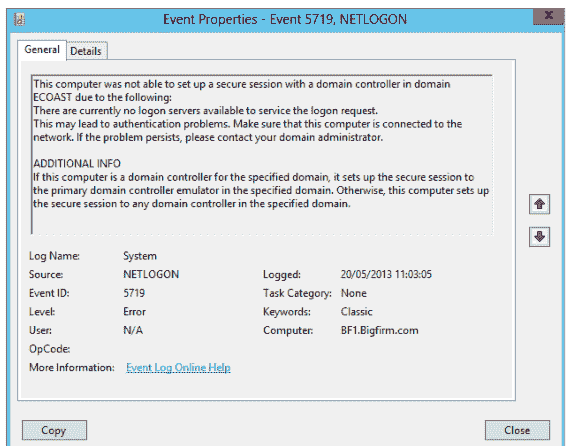 Event Properties - Event 5719, NETLOGON
x
General Details
This computer was not able to set up a secure session with a domain controller in domain
ECOAST due to the following:
There are currently no logon servers available to service the logon request.
This may lead to authentication problems. Make sure that this computer is connected to the
network. If the problem persists, please contact your domain administrator.
ADDITIONAL INFO
If this computer is a domain controller for the specified domain, it sets up the secure session to
the primary domain controller emulator in the specified domain. Otherwise, this computer sets up
the secure session to any domain controller in the specified domain.
Log Name: System
Source: NETLOGON Logged: 20/05/2013 11:03:05
Event ID: 5719 Task Category: None
Level: Error Keywords: Classic
User: N/A Computer: BF1.Bigfirm.com
OpCode:
More Information: Event Log Online Help
Copy Close